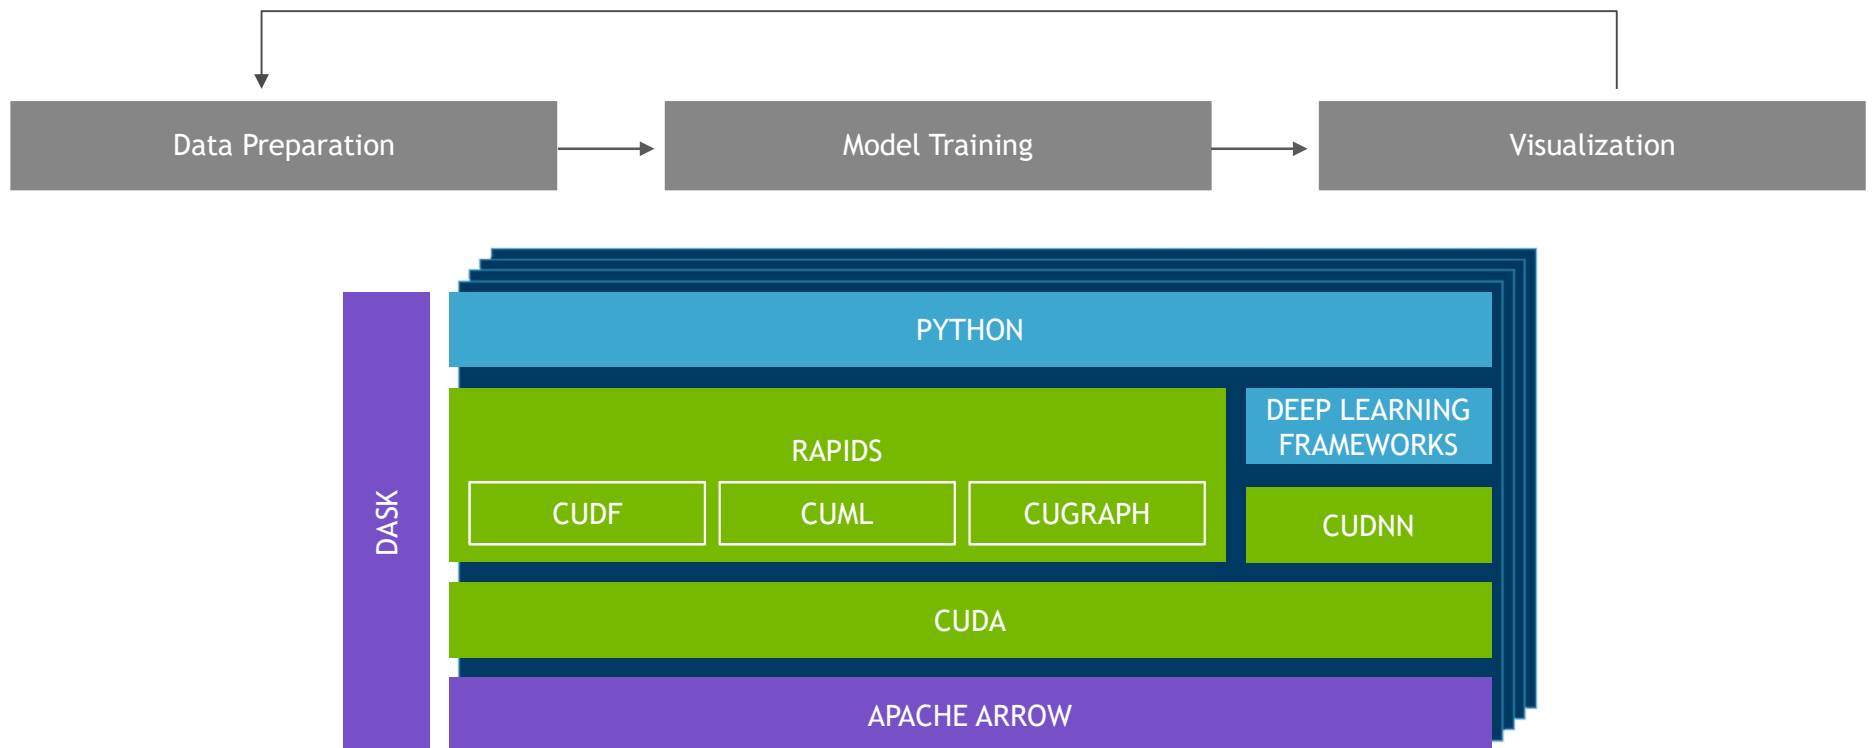 Data Preparation
Model Training
Visualization
DASK
PYTHON
RAPIDS
CUDF
CUML
CUGRAPH
DEEP LEARNING
FRAMEWORKS
CUDNN
CUDA
APACHE ARROW